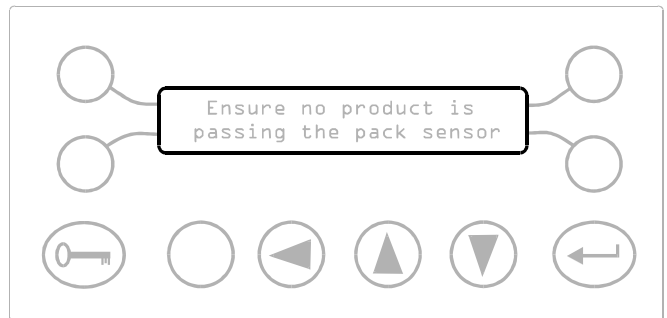 Ensure no product is
passing the pack sensor